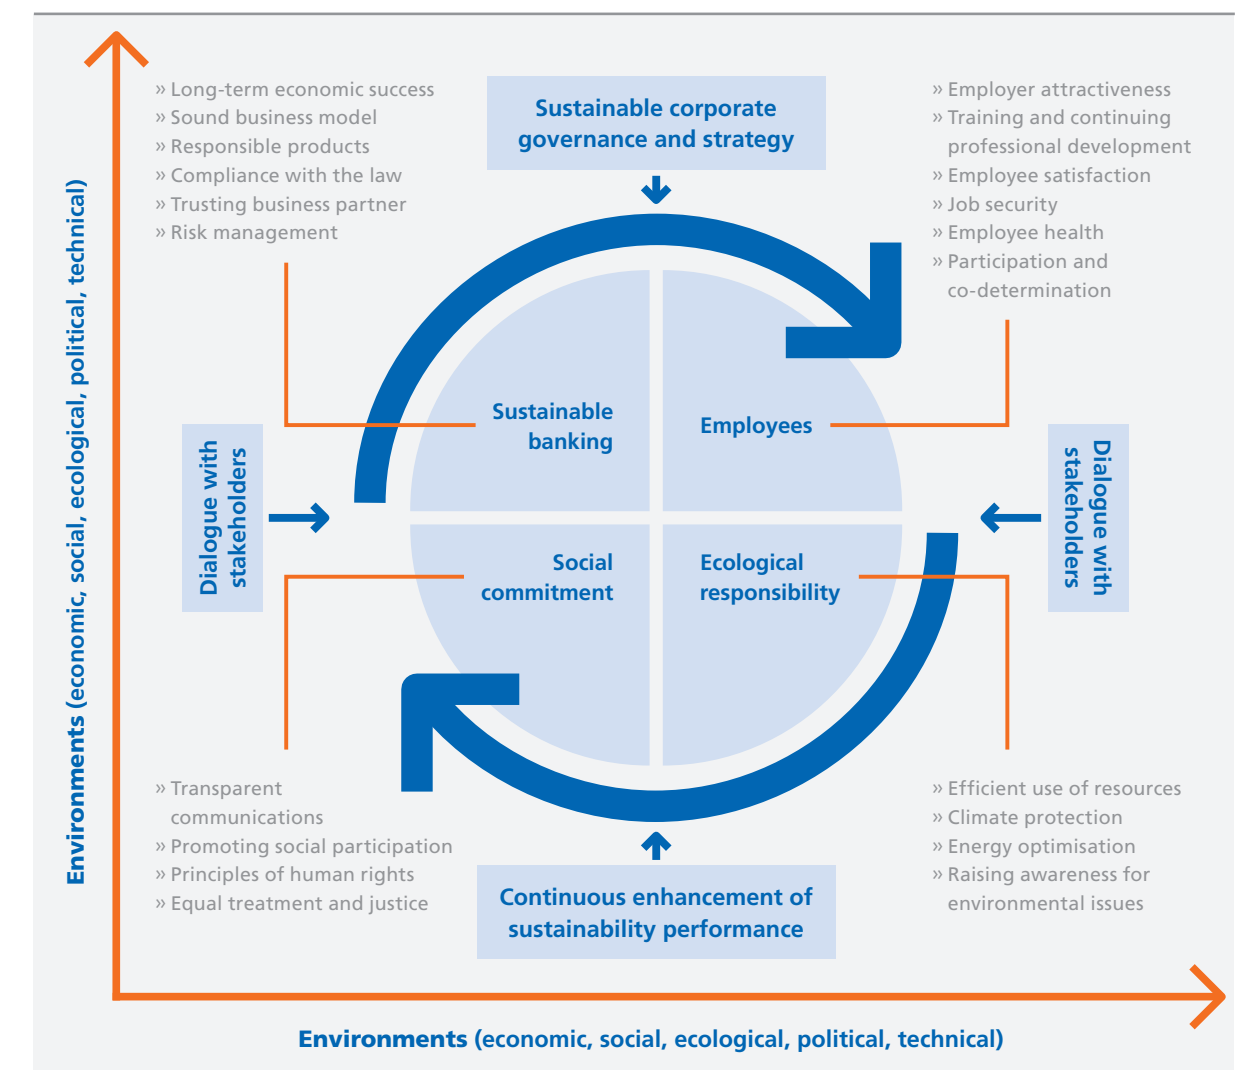 » Long-term economic success
» Sound business model
» Responsible products
» Compliance with the law
» Trusting business partner
» Risk management
Sustainable corporate
governance and strategy
» Employer attractiveness
» Training and continuing
professional development
» Employee satisfaction
» Job security
» Employee health
» Participation and
co-determination
Environments (economic, social, ecological, political, technical)
Dialogue with
stakeholders
Sustainable
banking
Employees
Social
commitment
Ecological
responsibility
Dialogue with
stakeholders
» Transparent
communications
» Promoting social participation
» Principles of human rights
» Equal treatment and justice
Continuous enhancement of
sustainability performance
» Efficient use of resources
» Climate protection
» Energy optimisation
» Raising awareness for
environmental issues
Environments (economic, social, ecological, political, technical)